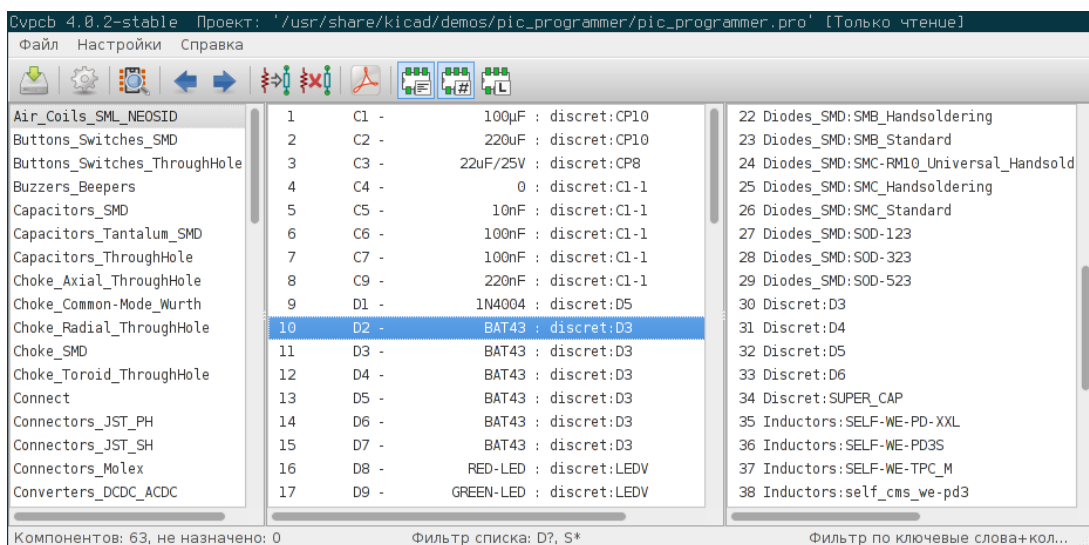 Cvpcb 4.0.2-stable Проект: '/usr/share/kicad/demos/pic_programmer/pic_programmer.pro' [Только чтение]
Файл Настройки Справка
Air_Coils_SML_NEOSID
Buttons_Switches_SMD
Buttons_Switches_ThroughHole
Buzzers_Beepers
Capacitors_SMD
Capacitors_Tantalum_SMD
Capacitors_ThroughHole
Choke_Axial_ThroughHole
Choke_Common-Mode_Wurth
Choke_Radial_ThroughHole
Choke_SMD
Choke_Toroid_ThroughHole
Connect
Connectors_JST_PH
Connectors_JST_SH
Connectors_Molex
Converters_DCDC_ACDC
1 C1 - 100µF : discret:CP10
2 C2 - 220uF : discret:CP10
3 C3 - 22uF/25V : discret:CP8
4 C4 - 0 : discret:C1-1
5 C5 - 10nF : discret:C1-1
6 C6 - 100nF : discret:C1-1
7 C7 - 100nF : discret:C1-1
8 C9 - 220nF : discret:C1-1
9 D1 - 1N4004 : discret:D5
10 D2 - BAT43 : discret:D3
11 D3 - BAT43 : discret:D3
12 D4 - BAT43 : discret:D3
13 D5 - BAT43 : discret:D3
14 D6 - BAT43 : discret:D3
15 D7 - BAT43 : discret:D3
16 D8 - RED-LED : discret:LEDV
17 D9 - GREEN-LED : discret:LEDV
22 Diodes_SMD:SMB_Handsoldering
23 Diodes_SMD:SMB_Standard
24 Diodes_SMD:SMC-RM10_Universal_Handsold
25 Diodes_SMD:SMC_Handsoldering
26 Diodes_SMD:SMC_Standard
27 Diodes_SMD:SOD-123
28 Diodes_SMD:SOD-323
29 Diodes_SMD:SOD-523
30 Discret:D3
31 Discret:D4
32 Discret:D5
33 Discret:D6
34 Discret:SUPER_CAP
35 Inductors:SELF-WE-PD-XXL
36 Inductors:SELF-WE-PD3S
37 Inductors:SELF-WE-TPC_M
38 Inductors:self_cms_we-pd3
Компонентов: 63, не назначено: 0
Фильтр списка: D?, S*
Фильтр по ключевые слова+кол...